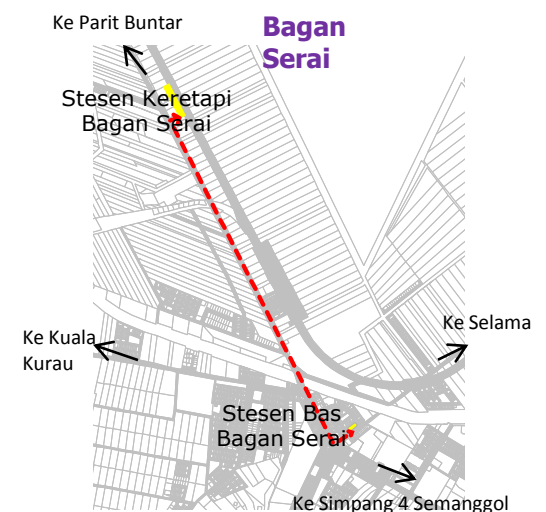 Ke Parit Buntar
Bagan
Serai
Stesen Keretapi
Bagan Serai
Ke Selama
Ke Kuala
Kurau
Stesen Bas
Bagan Serai
Ke Simpang 4 Semanggol